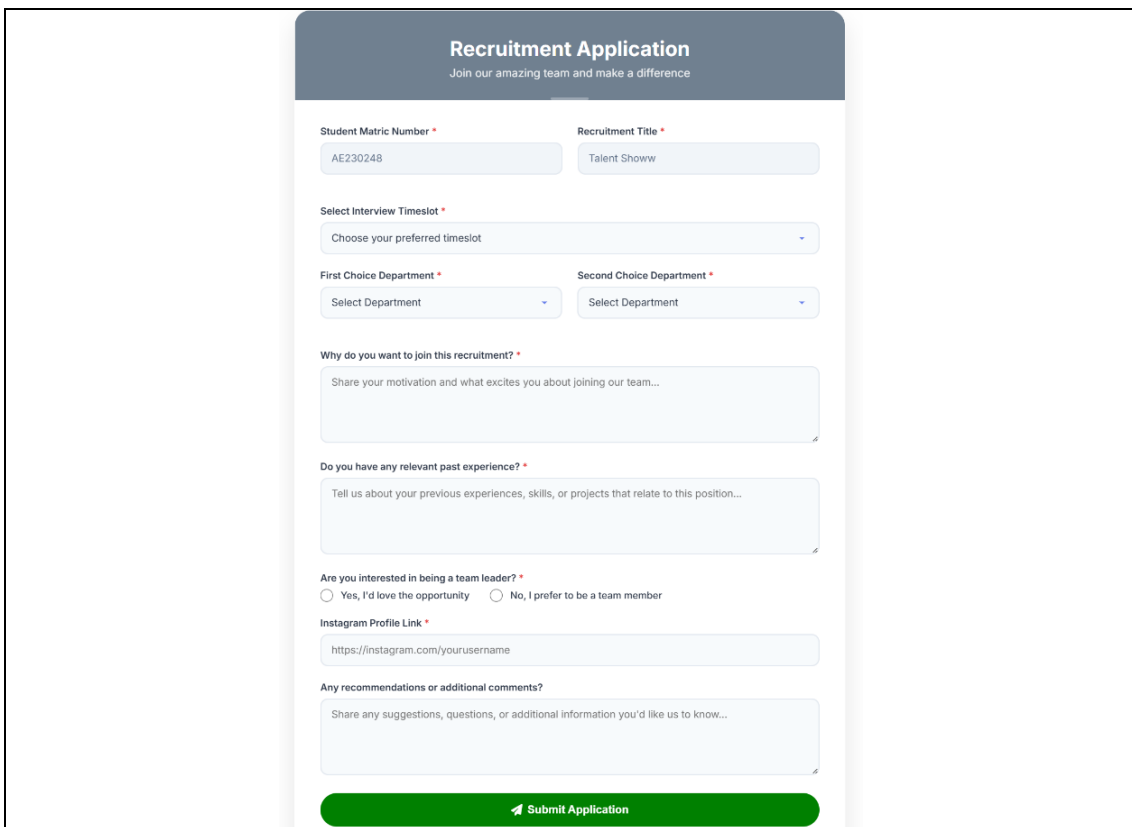 Recruitment Application
Join our amazing team and make a difference
Student Matric Number *
Recruitment Title *
AE230248
Talent Showw
Select Interview Timeslot *
Choose your preferred timeslot
First Choice Department *
Second Choice Department *
Select Department
Select Department
Why do you want to join this recruitment? *
Share your motivation and what excites you about joining our team...
Do you have any relevant past experience? *
Tell us about your previous experiences, skills, or projects that relate to this position...
Are you interested in being a team leader? *
Yes, I'd love the opportunity
No, I prefer to be a team member
Instagram Profile Link *
https://instagram.com/yourusername
Any recommendations or additional comments?
Share any suggestions, questions, or additional information you'd like us to know...
Submit Application